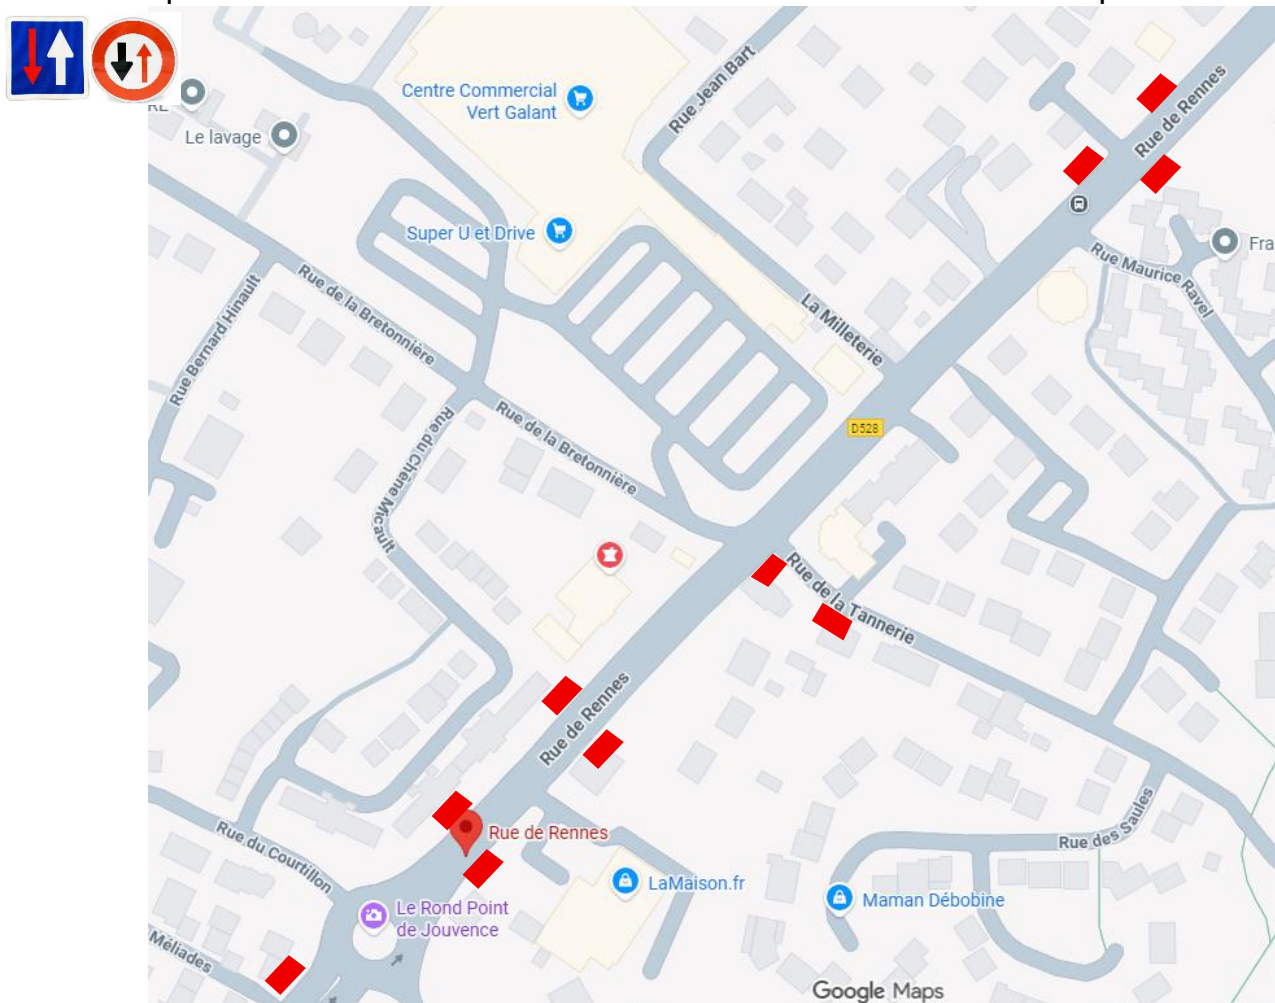 Centre Commercial
Vert Galant
Le lavage
Rue Jean Bart
Rue de Rennes
Super U et Drive
Fra
Rue Maurice Ravel
Rue de la Bretonnière
Rue Bernard Hinault
La Milleterie
Rue du Chêne
Micault
Rue de la Bretonnière
D528
Rue de la Tannerie
Rue de Rennes
Rue de Rennes
Rue du Courtillon
Rue des Saules
LaMaison.fr
Maman Débobine
Le Rond Point
de Jouvence
Méliades
Google Maps